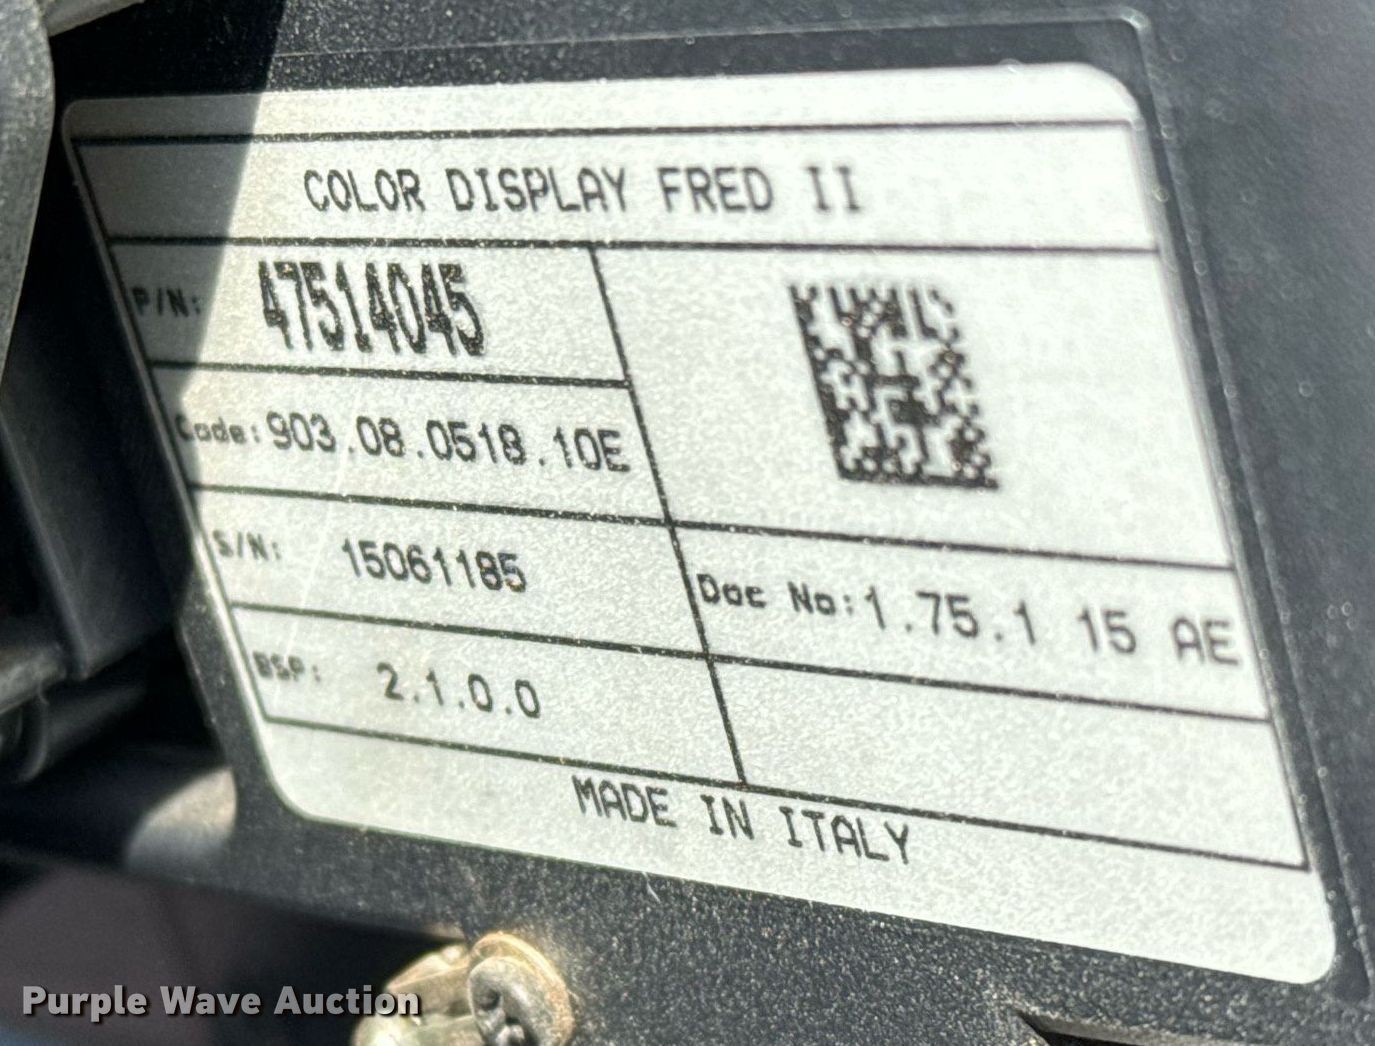 COLOR DISPLAY FRED II
P/N: 47514045
Code: 903.08.0518.10E
S/N: 15061185
Doc No: 1.75.1 15 AE
BSP: 2.1.0.0
MADE IN ITALY
Purple Wave Auction